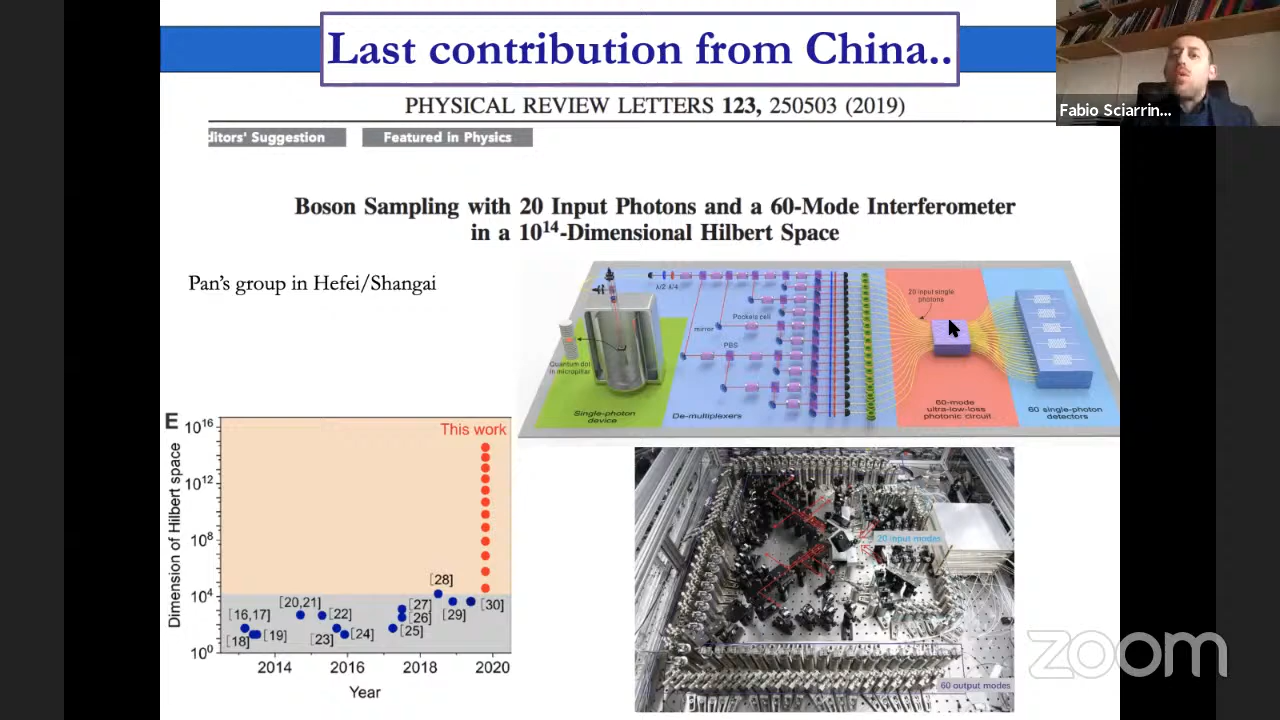 Last contribution from China..
Fabio Sciarrin...
PHYSICAL REVIEW LETTERS 123, 250503 (2019)
ditors' Suggestion
Featured in Physics
Boson Sampling with 20 Input Photons and a 60-Mode Interferometer
in a 10¹⁴-Dimensional Hilbert Space
Pan's group in Hefei/Shangai
λ/2 λ/4
20 input single
photons
Pockels cell
mirror
PBS
Quantum dot
in micropillar
Single-photon
device
De-multiplexers
60-mode
ultra-low-loss
photonic circuit
60 single-photon
detectors
E
This work
Dimension of Hilbert space
10¹⁶
10¹²
10⁸
10⁴
10⁰
[28]
[20,21]
[27]
[30]
[16,17]
[22]
[26]
[29]
[25]
[18]
[19]
[23]
[24]
2014
2016
2018
2020
Year
20 input modes
60 output modes
zoom